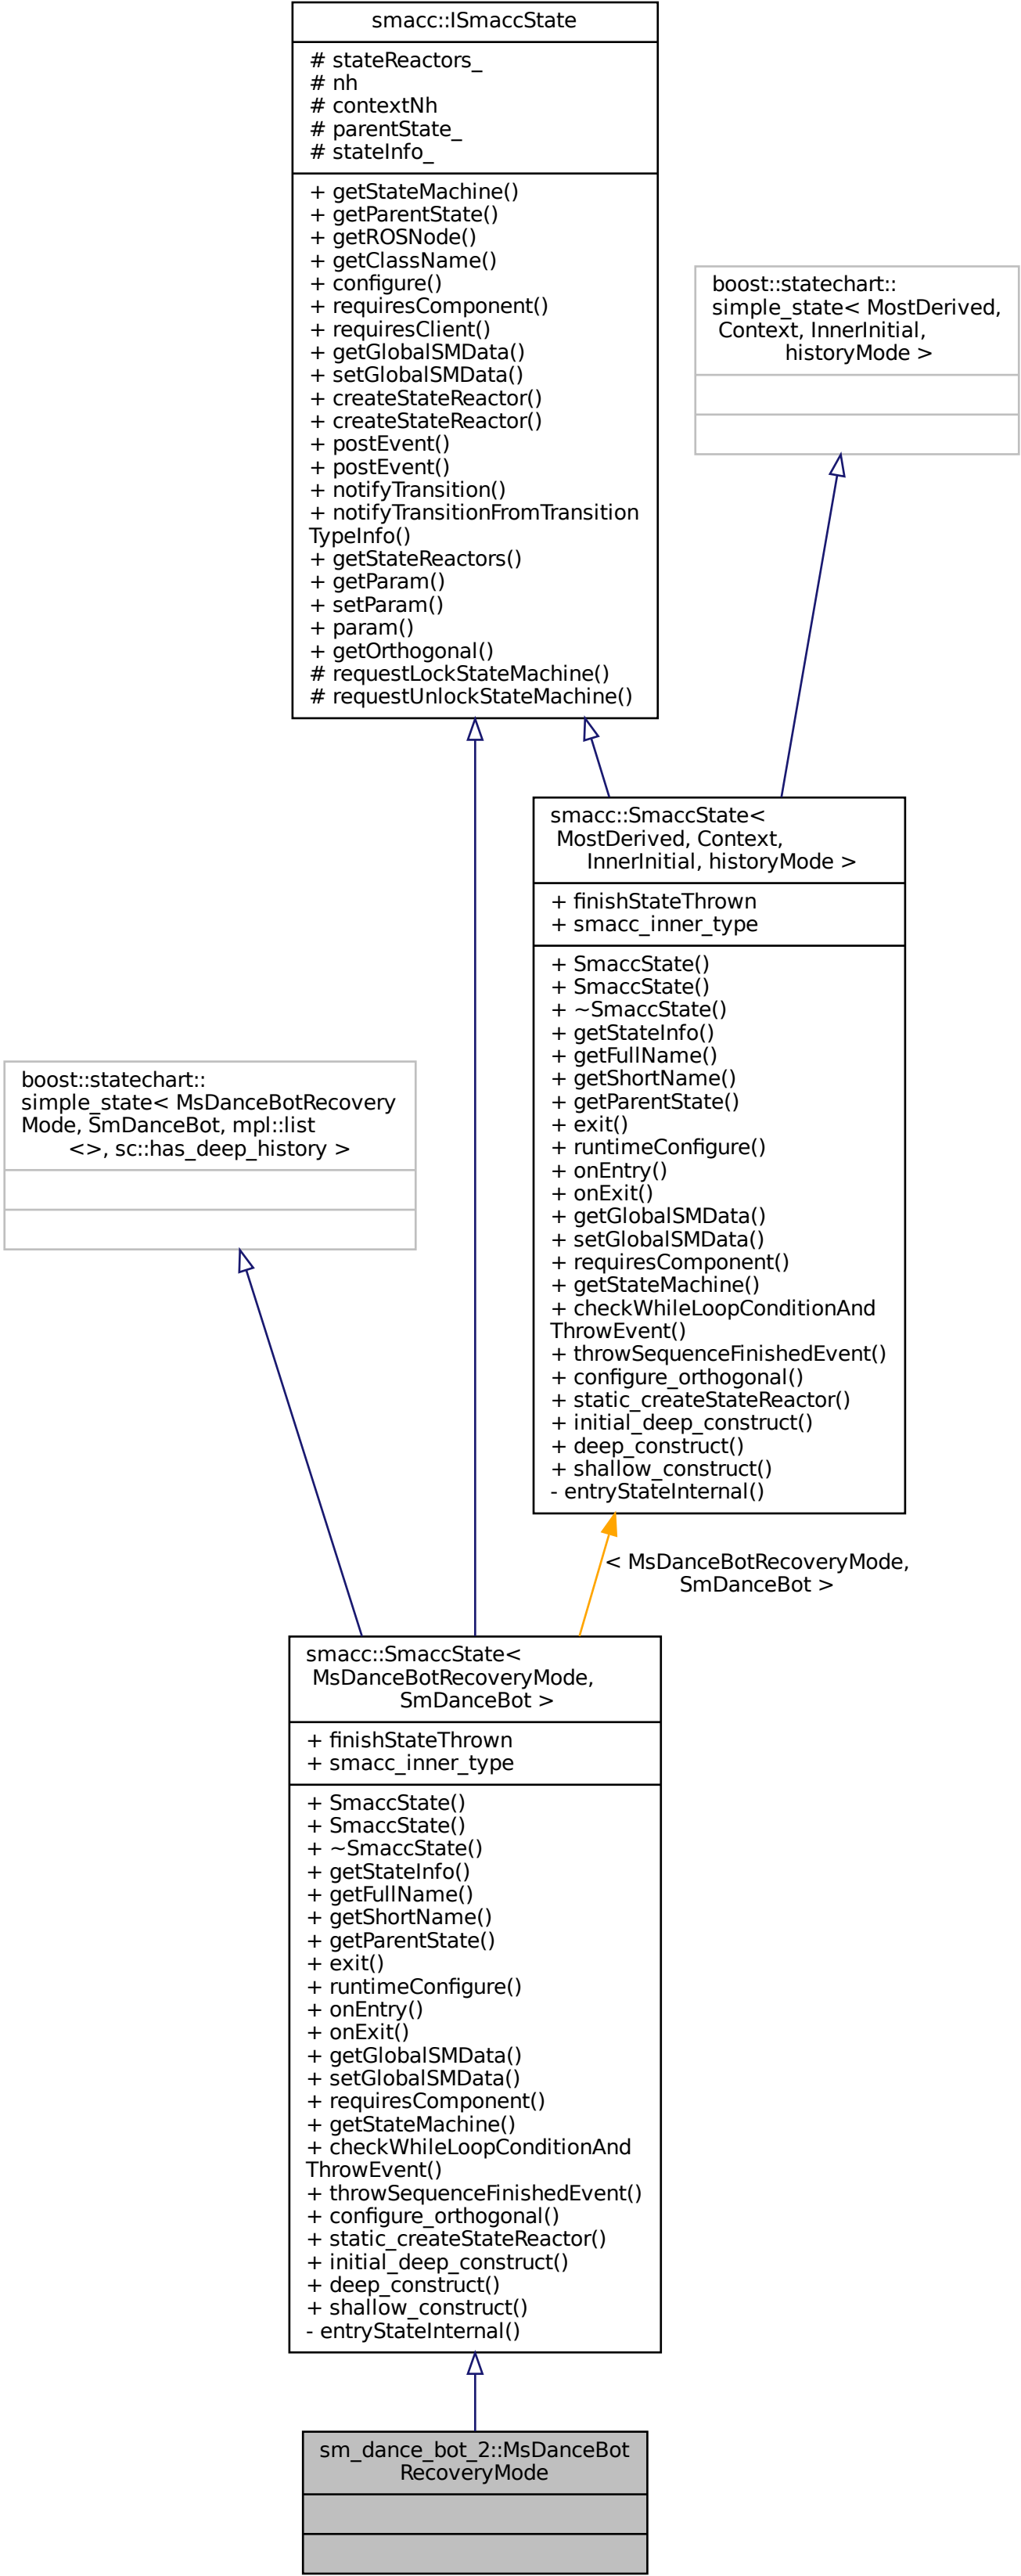 smacc::ISmaccState
# stateReactors_
# nh
# contextNh
# parentState_
# stateInfo_
+ getStateMachine()
+ getParentState()
+ getROSNode()
+ getClassName()
+ configure()
+ requiresComponent()
+ requiresClient()
+ getGlobalSMData()
+ setGlobalSMData()
+ createStateReactor()
+ createStateReactor()
+ postEvent()
+ postEvent()
+ notifyTransition()
+ notifyTransitionFromTransition
TypeInfo()
+ getStateReactors()
+ getParam()
+ setParam()
+ param()
+ getOrthogonal()
# requestLockStateMachine()
# requestUnlockStateMachine()
boost::statechart::
simple_state< MostDerived,
Context, InnerInitial,
historyMode >
smacc::SmaccState<
MostDerived, Context,
InnerInitial, historyMode >
+ finishStateThrown
+ smacc_inner_type
+ SmaccState()
+ SmaccState()
+ ~SmaccState()
+ getStateInfo()
+ getFullName()
+ getShortName()
+ getParentState()
+ exit()
+ runtimeConfigure()
+ onEntry()
+ onExit()
+ getGlobalSMData()
+ setGlobalSMData()
+ requiresComponent()
+ getStateMachine()
+ checkWhileLoopConditionAnd
ThrowEvent()
+ throwSequenceFinishedEvent()
+ configure_orthogonal()
+ static_createStateReactor()
+ initial_deep_construct()
+ deep_construct()
+ shallow_construct()
- entryStateInternal()
boost::statechart::
simple_state< MsDanceBotRecovery
Mode, SmDanceBot, mpl::list
<>, sc::has_deep_history >
< MsDanceBotRecoveryMode,
SmDanceBot >
smacc::SmaccState<
MsDanceBotRecoveryMode,
SmDanceBot >
+ finishStateThrown
+ smacc_inner_type
+ SmaccState()
+ SmaccState()
+ ~SmaccState()
+ getStateInfo()
+ getFullName()
+ getShortName()
+ getParentState()
+ exit()
+ runtimeConfigure()
+ onEntry()
+ onExit()
+ getGlobalSMData()
+ setGlobalSMData()
+ requiresComponent()
+ getStateMachine()
+ checkWhileLoopConditionAnd
ThrowEvent()
+ throwSequenceFinishedEvent()
+ configure_orthogonal()
+ static_createStateReactor()
+ initial_deep_construct()
+ deep_construct()
+ shallow_construct()
- entryStateInternal()
sm_dance_bot_2::MsDanceBot
RecoveryMode